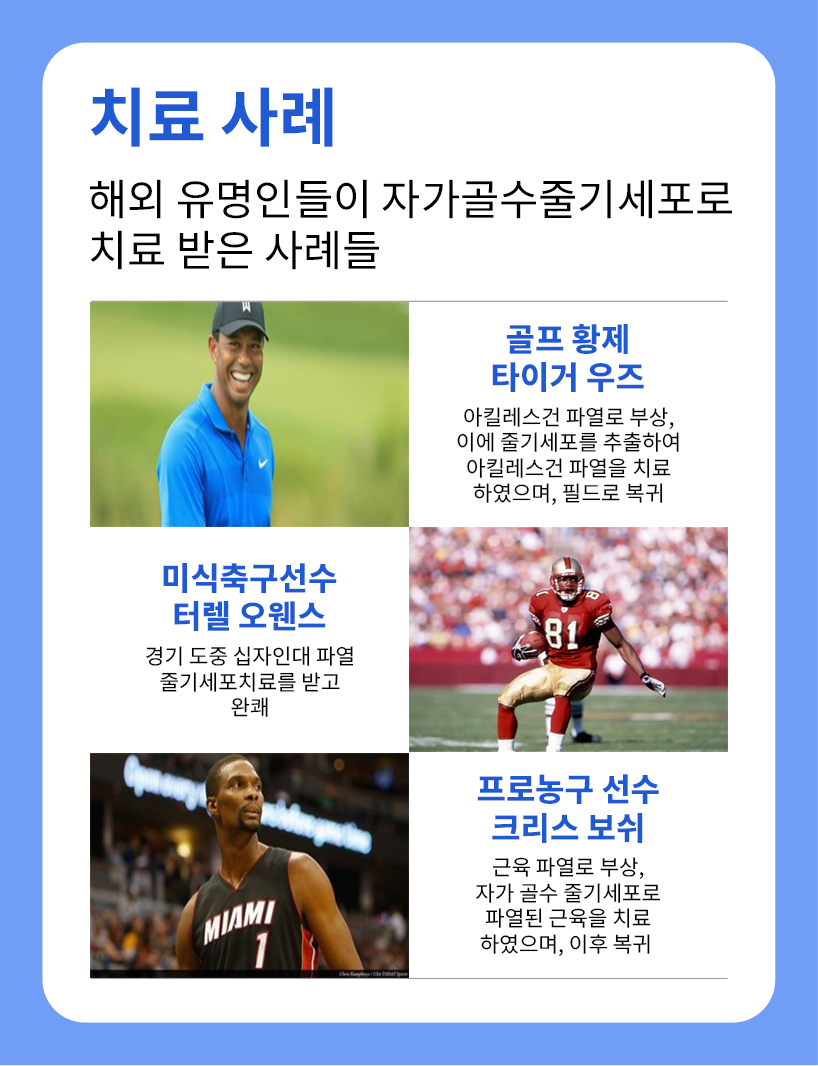 치료 사례
해외 유명인들이 자가골수줄기세포로
치료 받은 사례들
W
골프 황제
타이거 우즈
아킬레스건 파열로 부상,
이에 줄기세포를 추출하여
아킬레스건 파열을 치료
하였으며, 필드로 복귀
미식축구선수
터렐 오웬스
경기 도중 십자인대 파열
줄기세포치료를 받고
완쾌
81
프로농구 선수
크리스 보쉬
근육 파열로 부상,
자가 골수 줄기세포로
파열된 근육을 치료
하였으며, 이후 복귀
MIAMI
1